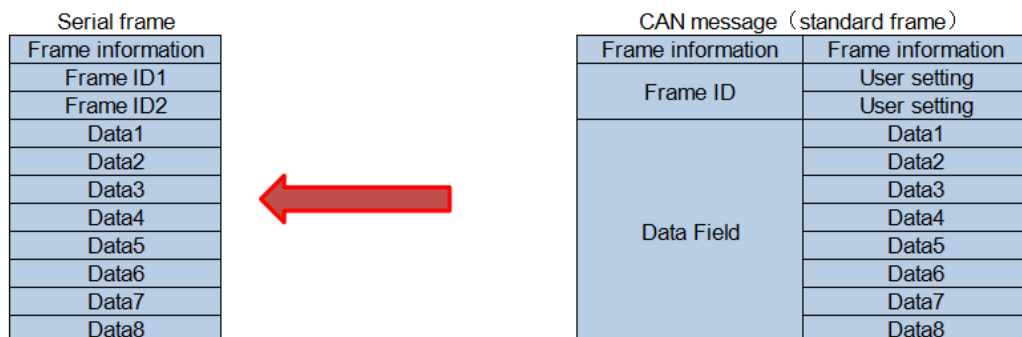 Serial frame
Frame information
Frame ID1
Frame ID2
Data1
Data2
Data3
Data4
Data5
Data6
Data7
Data8
CAN message（standard frame）
Frame information Frame information
Frame ID
User setting
User setting
Data Field
Data1
Data2
Data3
Data4
Data5
Data6
Data7
Data8